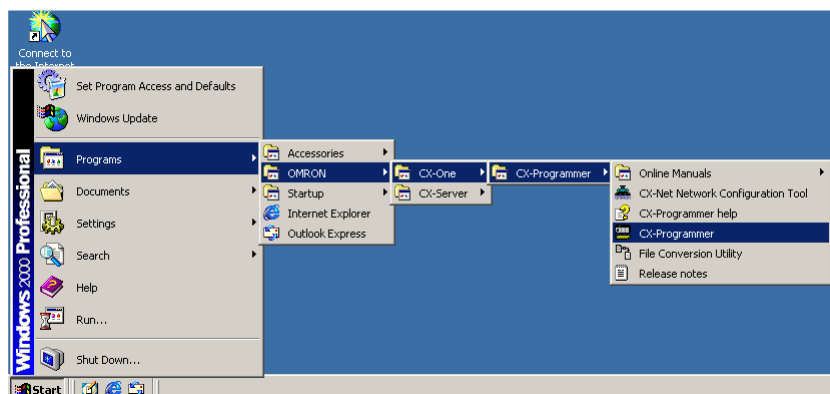 Connect to
the Internet
Set Program Access and Defaults
Windows Update
Programs
Documents
Settings
Search
Help
Run...
Shut Down...
Windows 2000 Professional
Accessories
OMRON
Startup
Internet Explorer
Outlook Express
CX-One
CX-Server
CX-Programmer
Online Manuals
CX-Net Network Configuration Tool
CX-Programmer help
CX-Programmer
File Conversion Utility
Release notes
Start